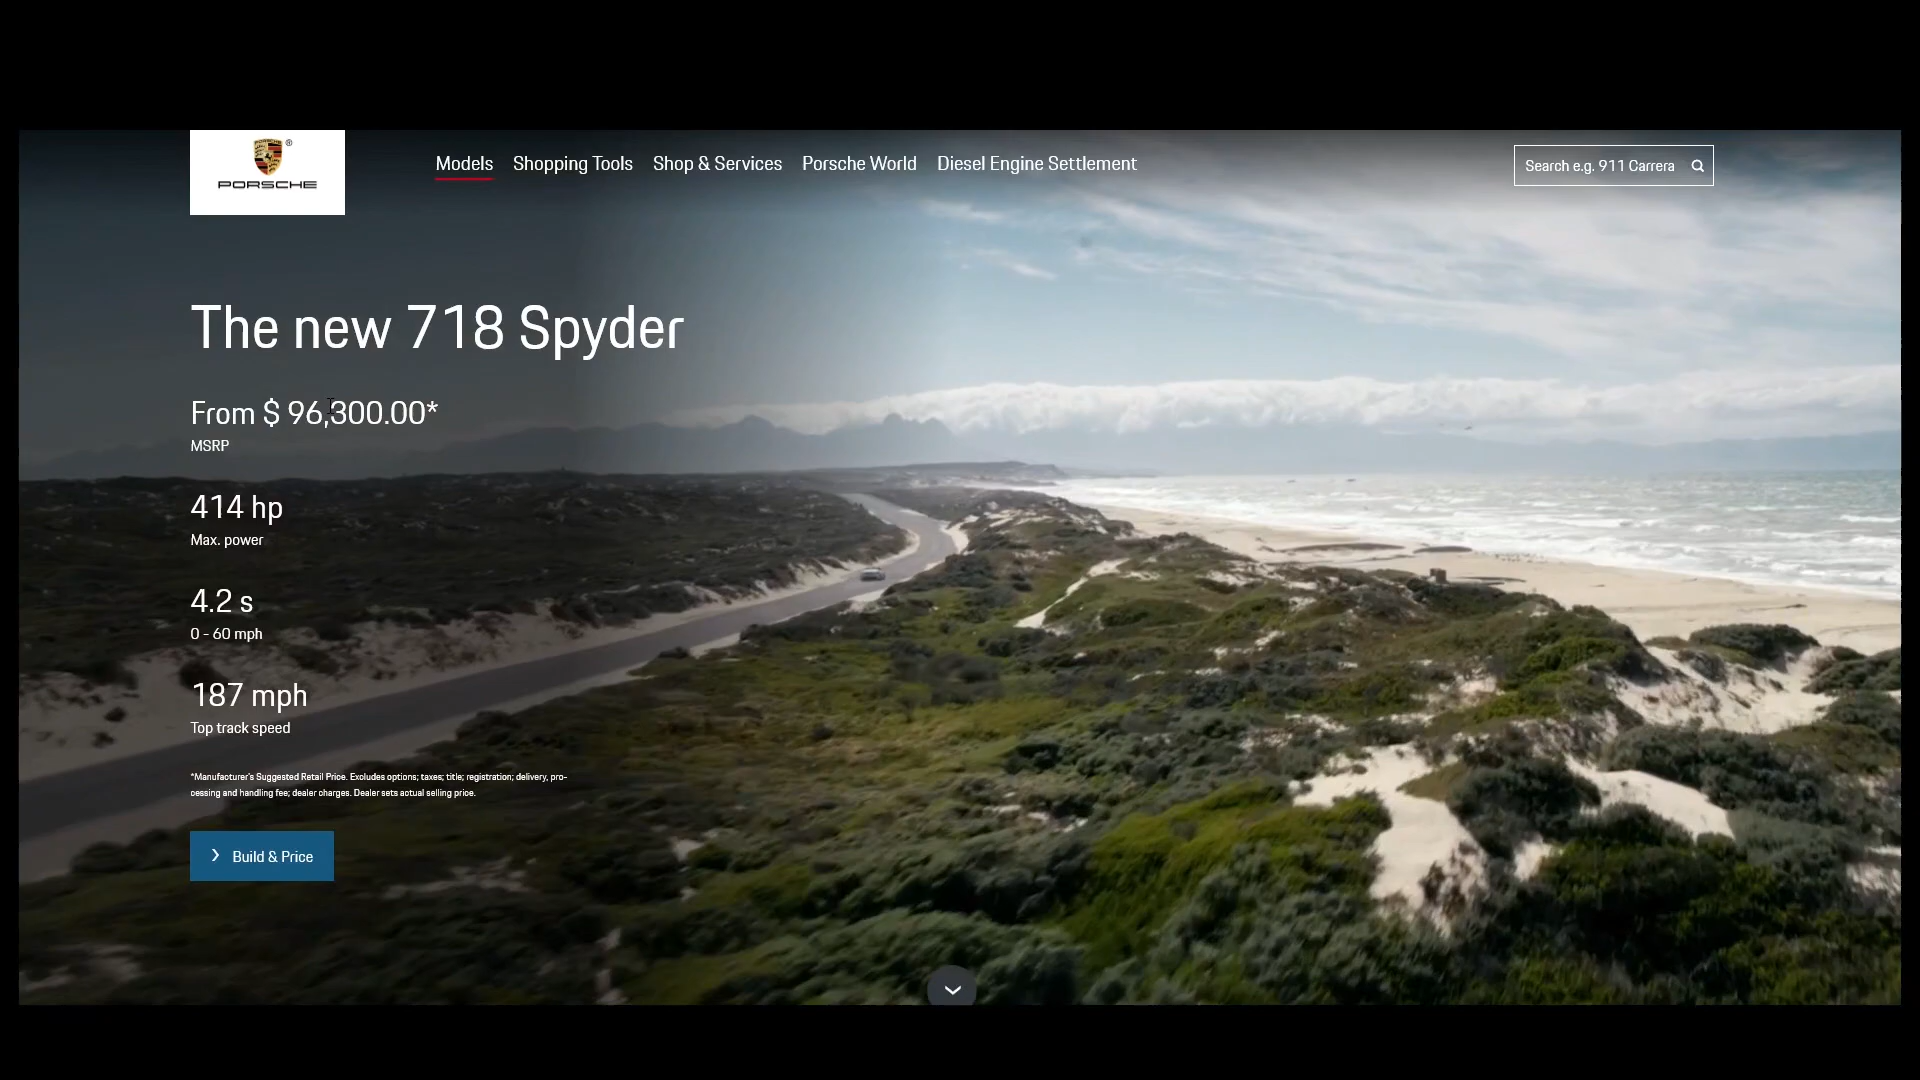 PORSCHE
Models
Shopping Tools
Shop & Services
Porsche World
Diesel Engine Settlement
Search e.g. 911 Carrera
The new 718 Spyder
From $ 96,300.00*
MSRP
414 hp
Max. power
4.2 s
0 - 60 mph
187 mph
Top track speed
*Manufacturer's Suggested Retail Price. Excludes options; taxes; title; registration; delivery, pro-
cessing and handling fee; dealer charges. Dealer sets actual selling price.
Build & Price